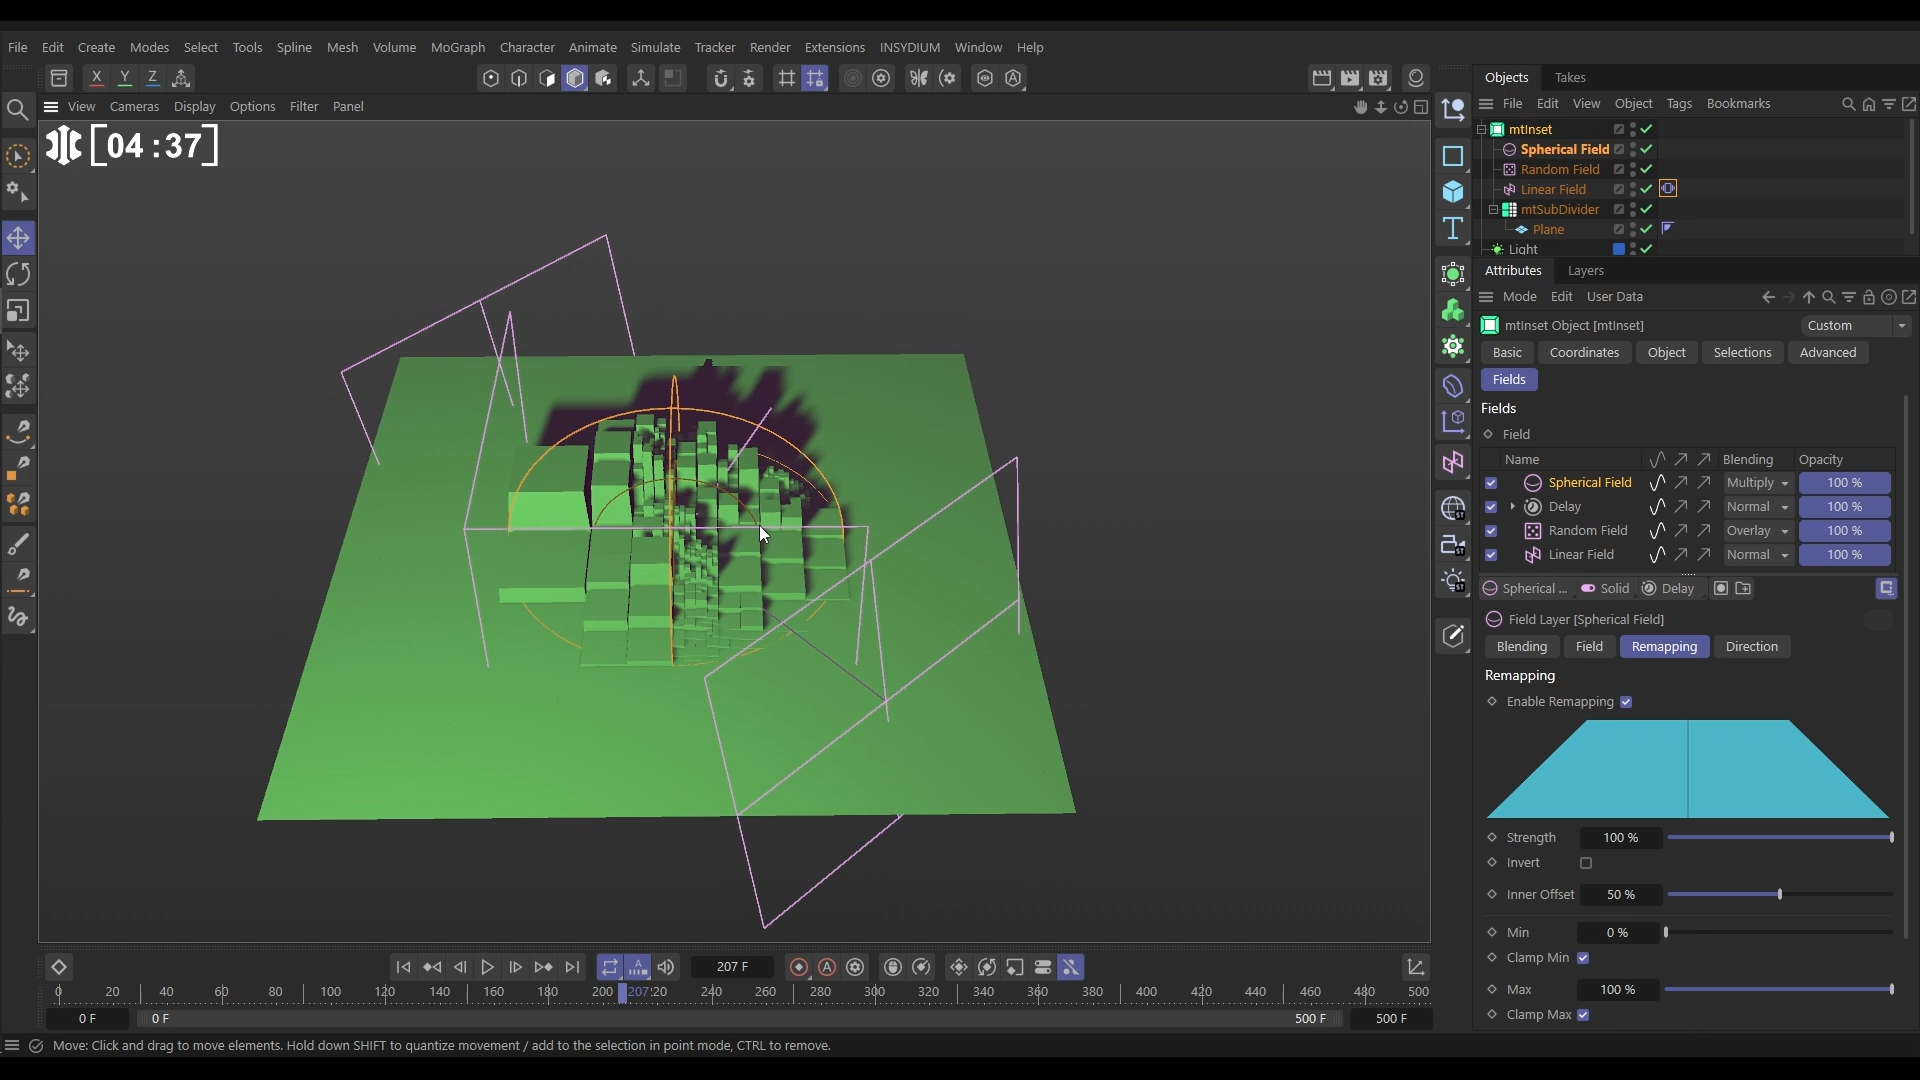 File Edit Create Modes Select Tools Spline Mesh Volume MoGraph Character Animate Simulate Tracker Render Extensions INSYDIUM Window Help
X Y Z
Objects Takes
View Cameras Display Options Filter Panel
File Edit View Object Tags Bookmarks
[04:37]
mtInset
Spherical Field
Random Field
Linear Field
mtSubDivider
Plane
Light
Attributes Layers
Mode Edit User Data
mtInset Object [mtInset] Custom
Basic Coordinates Object Selections Advanced
Fields
Fields
Field
Name Blending Opacity
Spherical Field Multiply 100 %
Delay Normal 100 %
Random Field Overlay 100 %
Linear Field Normal 100 %
Spherical ... Solid Delay
Field Layer [Spherical Field]
Blending Field Remapping Direction
Remapping
Enable Remapping
Strength 100 %
Invert
Inner Offset 50 %
Min 0 %
Clamp Min
Max 100 %
Clamp Max
207 F
0 20 40 60 80 100 120 140 160 180 200 207 220 240 260 280 300 320 340 360 380 400 420 440 460 480 500
0 F 0 F 500 F 500 F
Move: Click and drag to move elements. Hold down SHIFT to quantize movement / add to the selection in point mode, CTRL to remove.